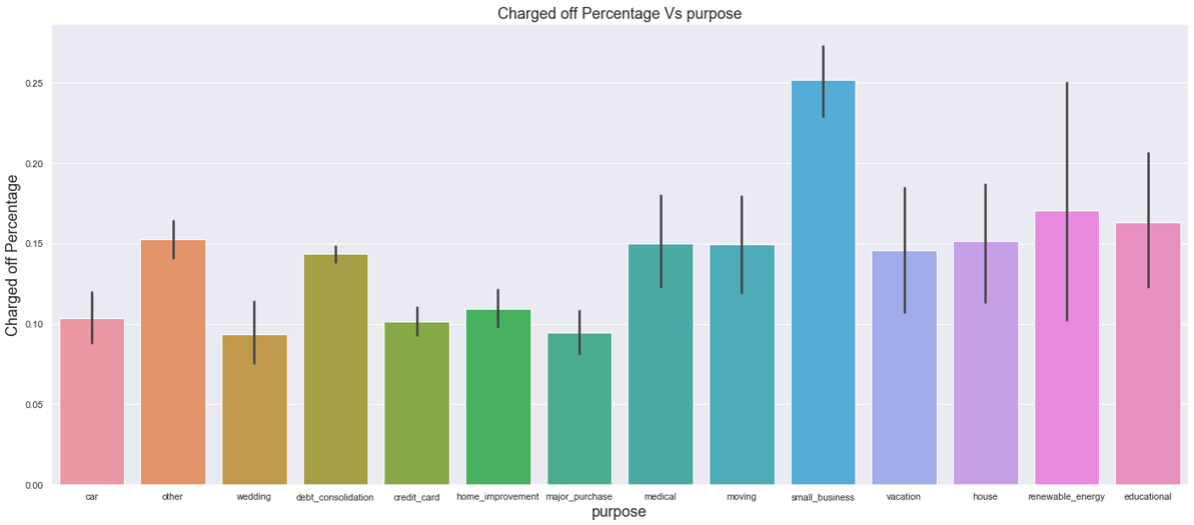 Charged off Percentage Vs purpose
Charged off Percentage
0.25
0.20
0.15
0.10
0.05
0.00
car other wedding debt_consolidation credit_card home_improvement major_purchase medical moving small_business vacation house renewable_energy educational
purpose